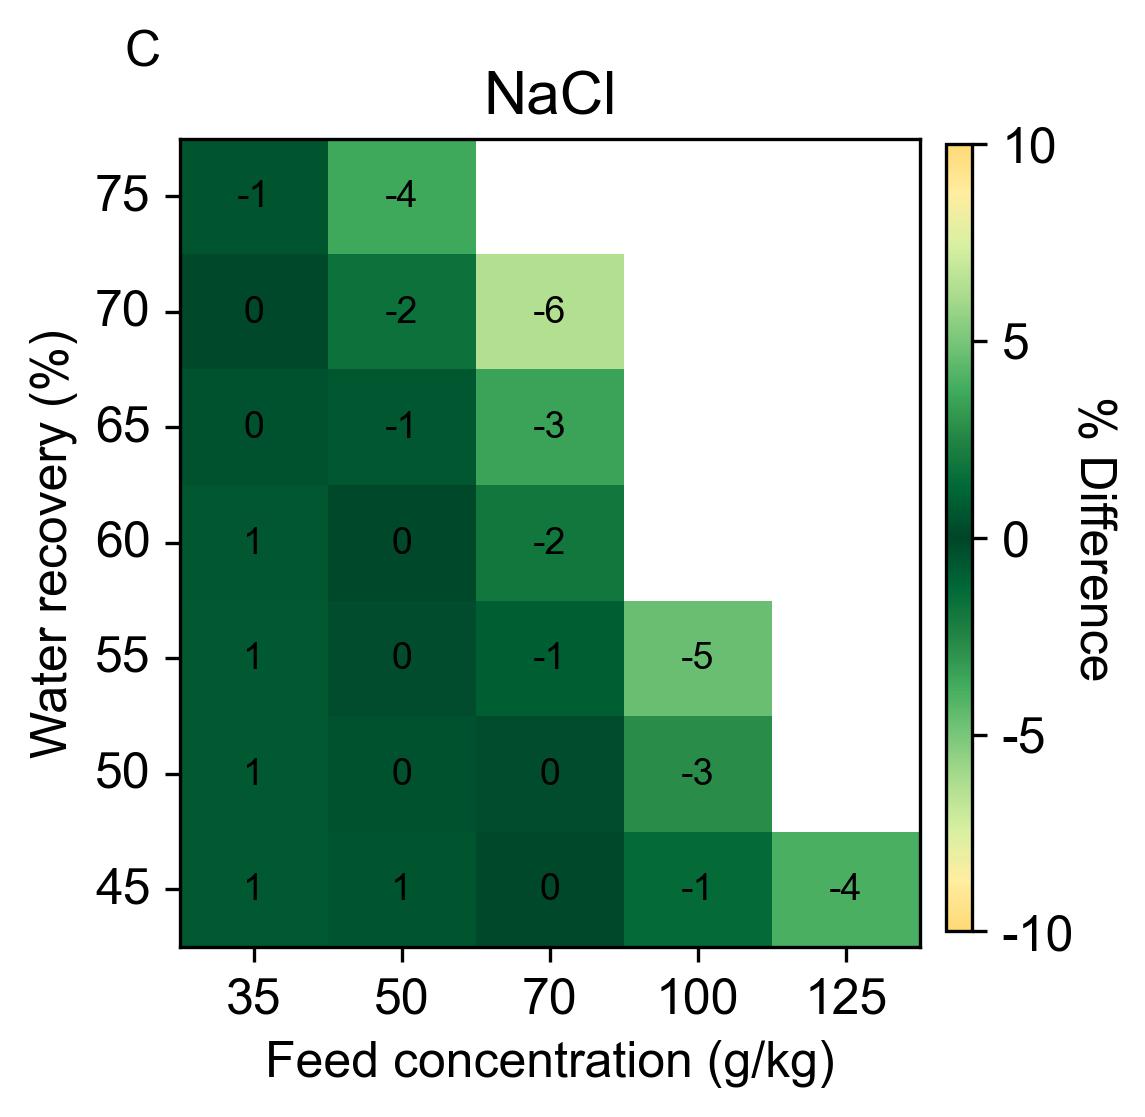 C
NaCl
75 -1 -4
70 0 -2 -6
65 0 -1 -3
60 1 0 -2
55 1 0 -1 -5
50 1 0 0 -3
45 1 1 0 -1 -4
35 50 70 100 125
Feed concentration (g/kg)
Water recovery (%)
10
5
0
-5
-10
% Difference